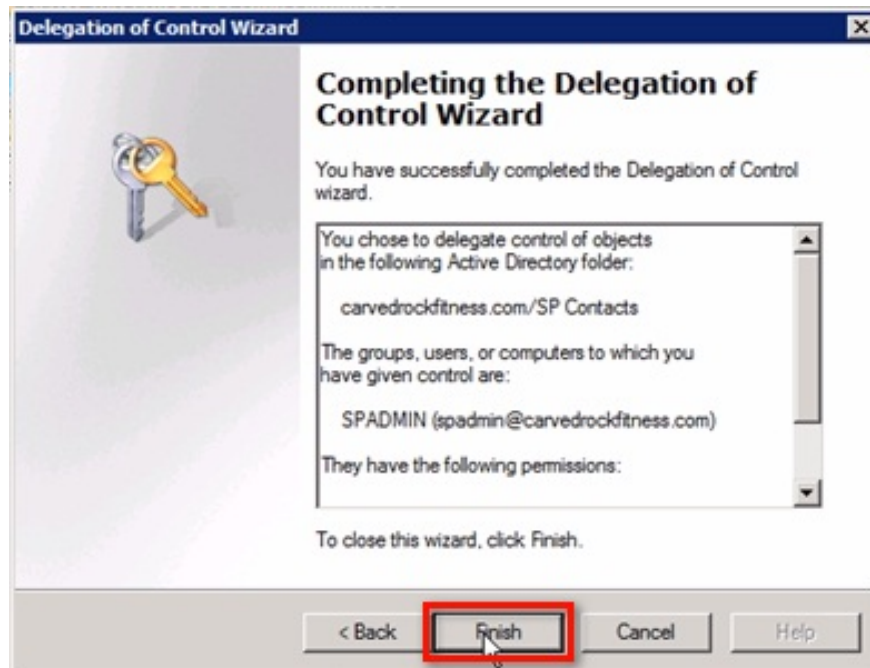 Delegation of Control Wizard
Completing the Delegation of
Control Wizard
You have successfully completed the Delegation of Control
wizard.
You chose to delegate control of objects
in the following Active Directory folder:
carvedrockfitness.com/SP Contacts
The groups, users, or computers to which you
have given control are:
SPADMIN (spadmin@carvedrockfitness.com)
They have the following permissions:
To close this wizard, click Finish.
< Back Finish Cancel Help